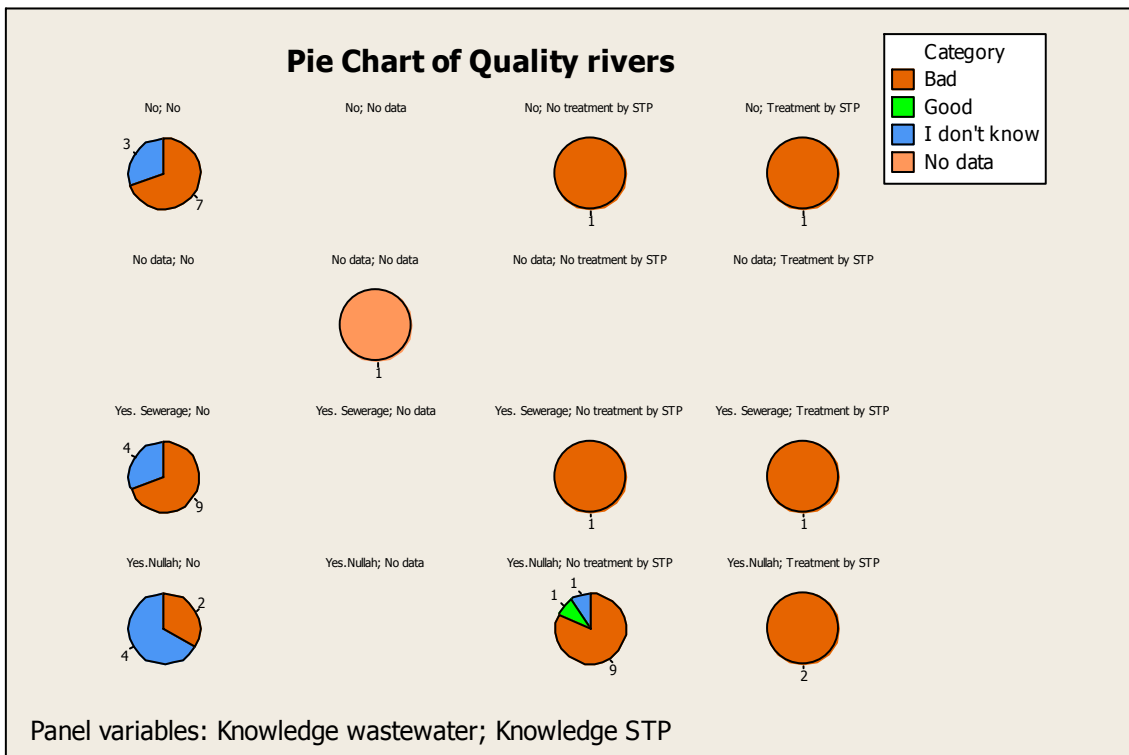 Pie Chart of Quality rivers
Category
Bad
Good
I don't know
No data
No; No
No; No data
No; No treatment by STP
No; Treatment by STP
3
7
1
1
No data; No
No data; No data
No data; No treatment by STP
No data; Treatment by STP
1
Yes. Sewerage; No
Yes. Sewerage; No data
Yes. Sewerage; No treatment by STP
Yes. Sewerage; Treatment by STP
4
9
1
1
Yes.Nullah; No
Yes.Nullah; No data
Yes.Nullah; No treatment by STP
Yes.Nullah; Treatment by STP
2
4
1
1
9
2
Panel variables: Knowledge wastewater; Knowledge STP